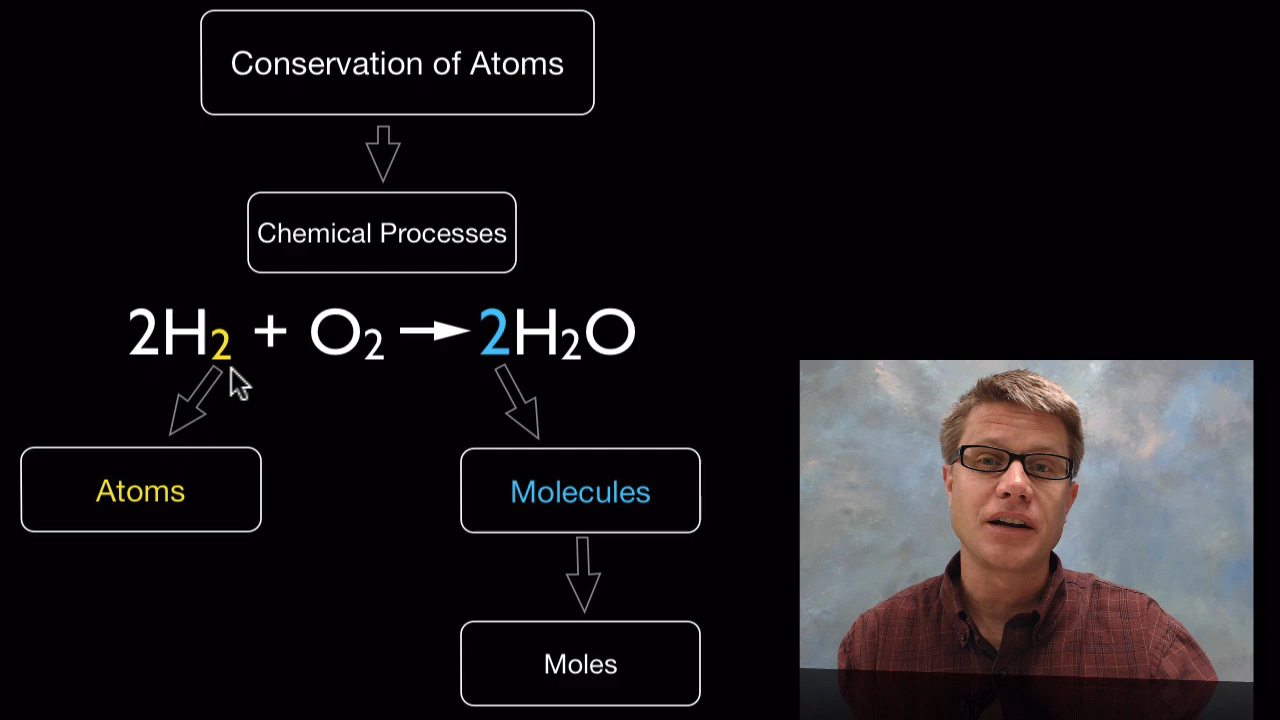 Conservation of Atoms
Chemical Processes
2H₂ + O₂ → 2H₂O
Atoms
Molecules
Moles